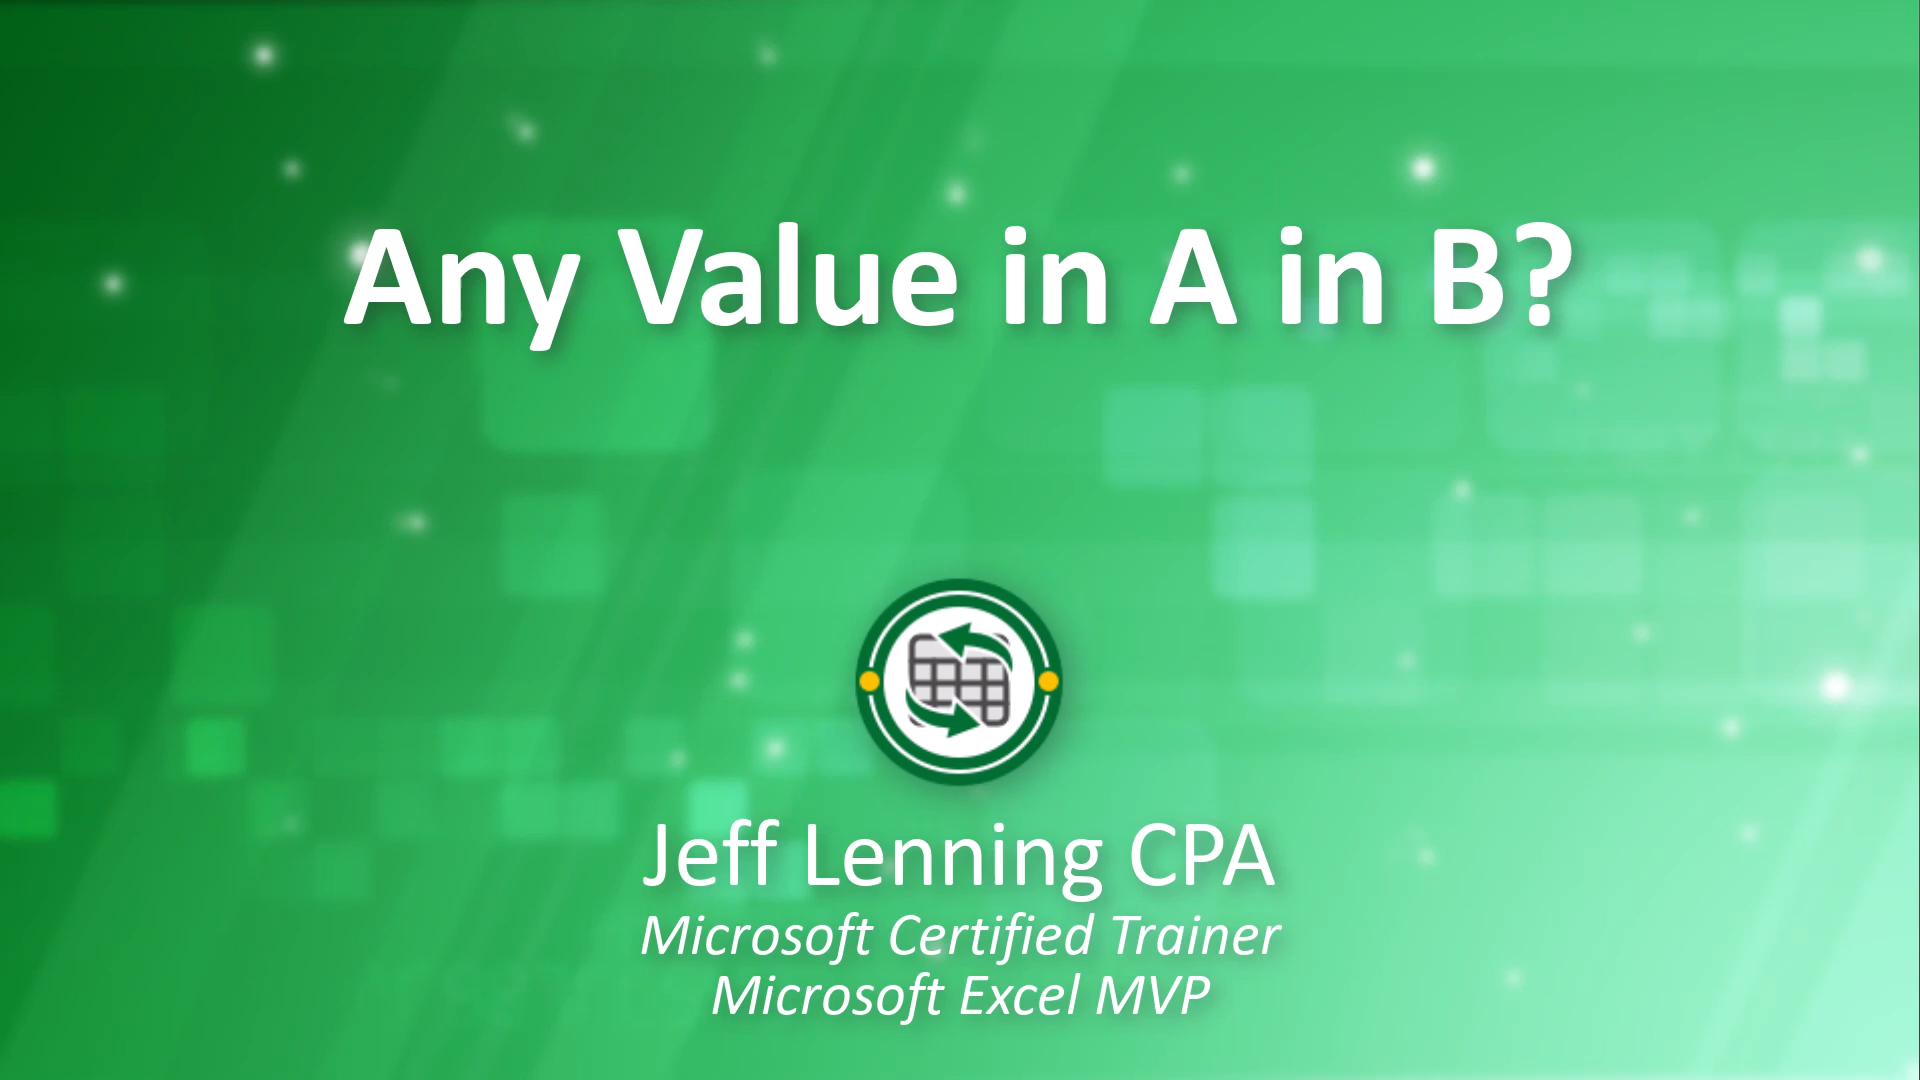 Any Value in A in B?
Jeff Lenning CPA
Microsoft Certified Trainer
Microsoft Excel MVP